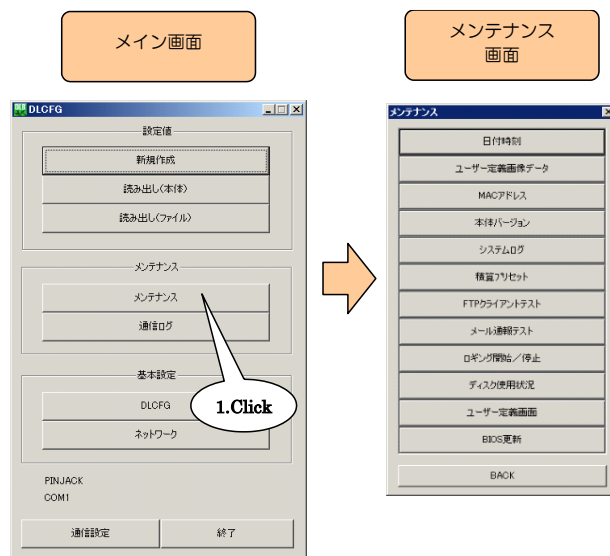 メイン画面
メンテナンス
画面
DLCFG
設定値
新規作成
読み出し(本体)
読み出し(ファイル)
メンテナンス
メンテナンス
通信ログ
基本設定
DLCFG
ネットワーク
1.Click
PINJACK
COM1
通信設定
終了
メンテナンス
日付時刻
ユーザー定義画像データ
MACアドレス
本体バージョン
システムログ
積算プリセット
FTPクライアントテスト
メール通報テスト
ロギング開始/停止
ディスク使用状況
ユーザー定義画面
BIOS更新
BACK